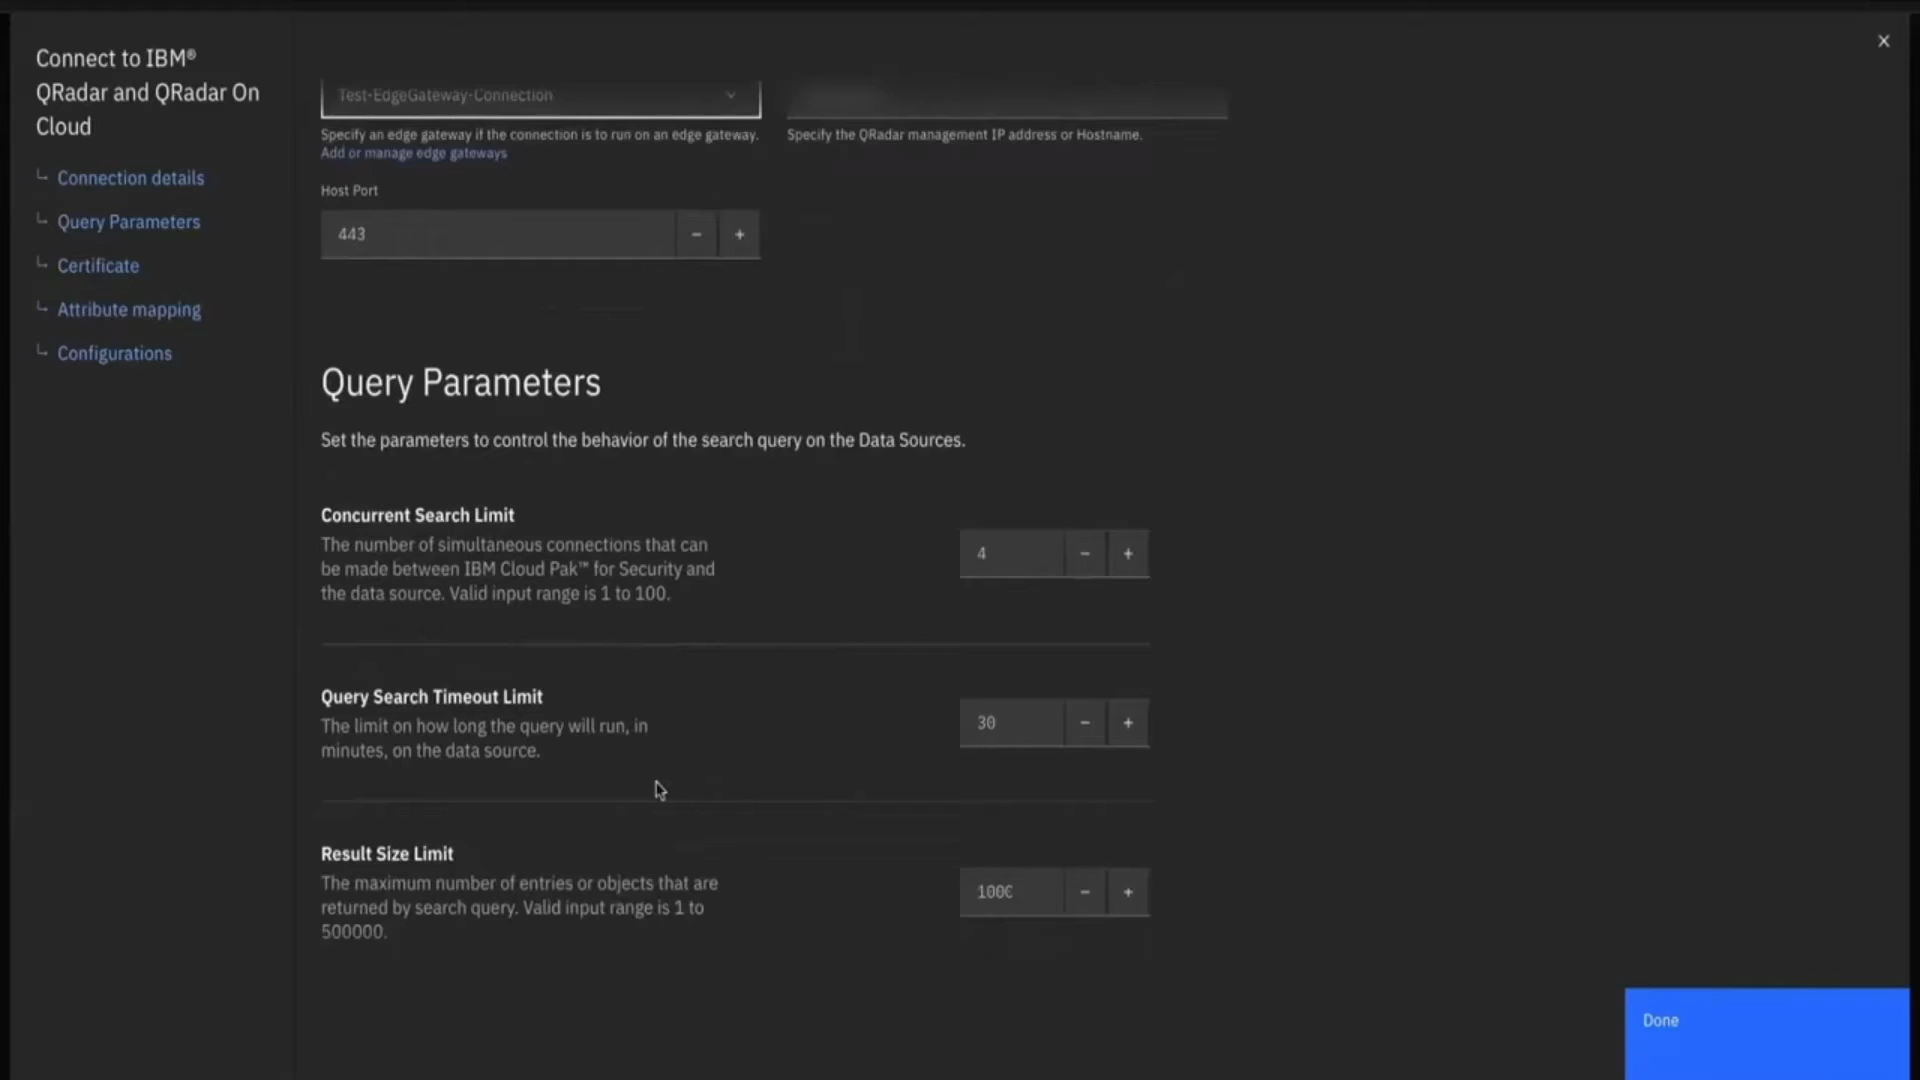 Connect to IBM®
QRadar and QRadar On
Cloud
Connection details
Query Parameters
Certificate
Attribute mapping
Configurations
Test-EdgeGateway-Connection
Specify an edge gateway if the connection is to run on an edge gateway.
Add or manage edge gateways
Specify the QRadar management IP address or Hostname.
Host Port
443
Query Parameters
Set the parameters to control the behavior of the search query on the Data Sources.
Concurrent Search Limit
The number of simultaneous connections that can
be made between IBM Cloud Pak™ for Security and
the data source. Valid input range is 1 to 100.
4
Query Search Timeout Limit
The limit on how long the query will run, in
minutes, on the data source.
30
Result Size Limit
The maximum number of entries or objects that are
returned by search query. Valid input range is 1 to
500000.
Done